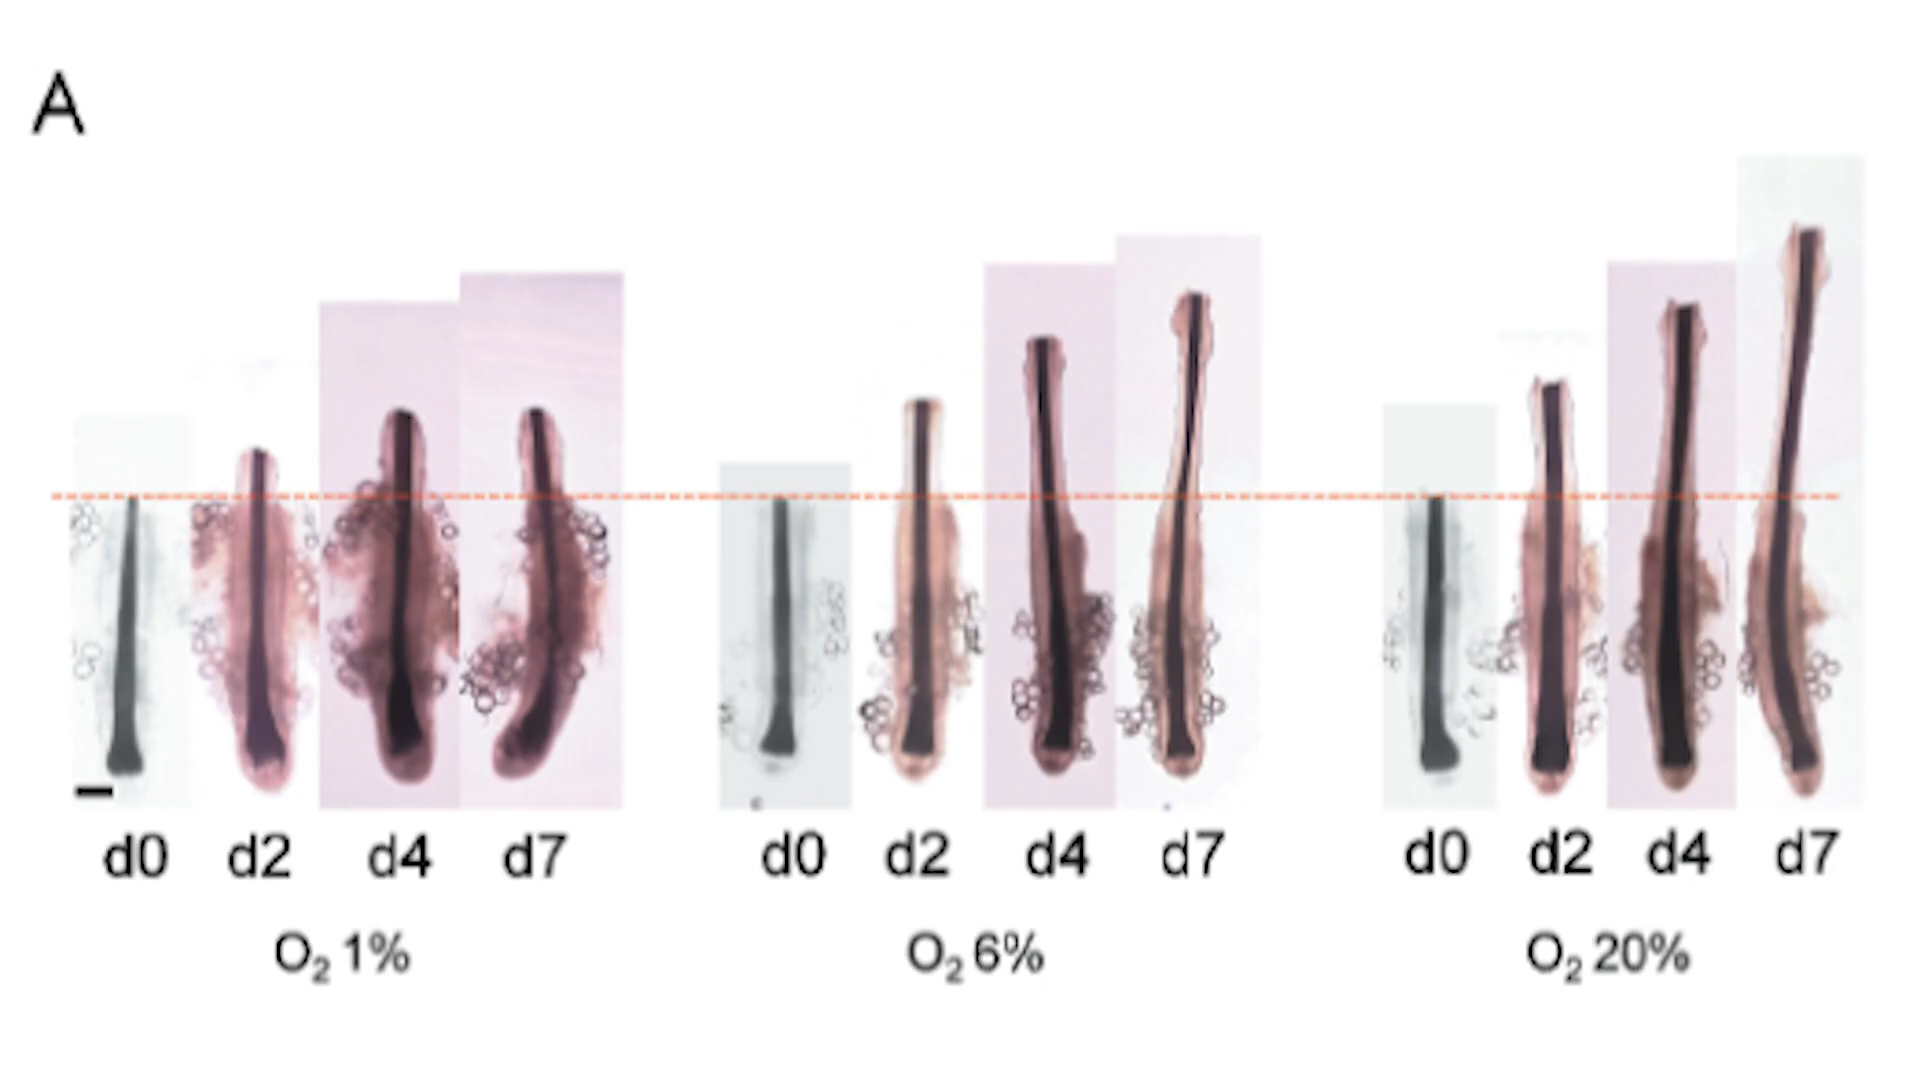 A
d0 d2 d4 d7 d0 d2 d4 d7 d0 d2 d4 d7
O₂ 1% O₂ 6% O₂ 20%